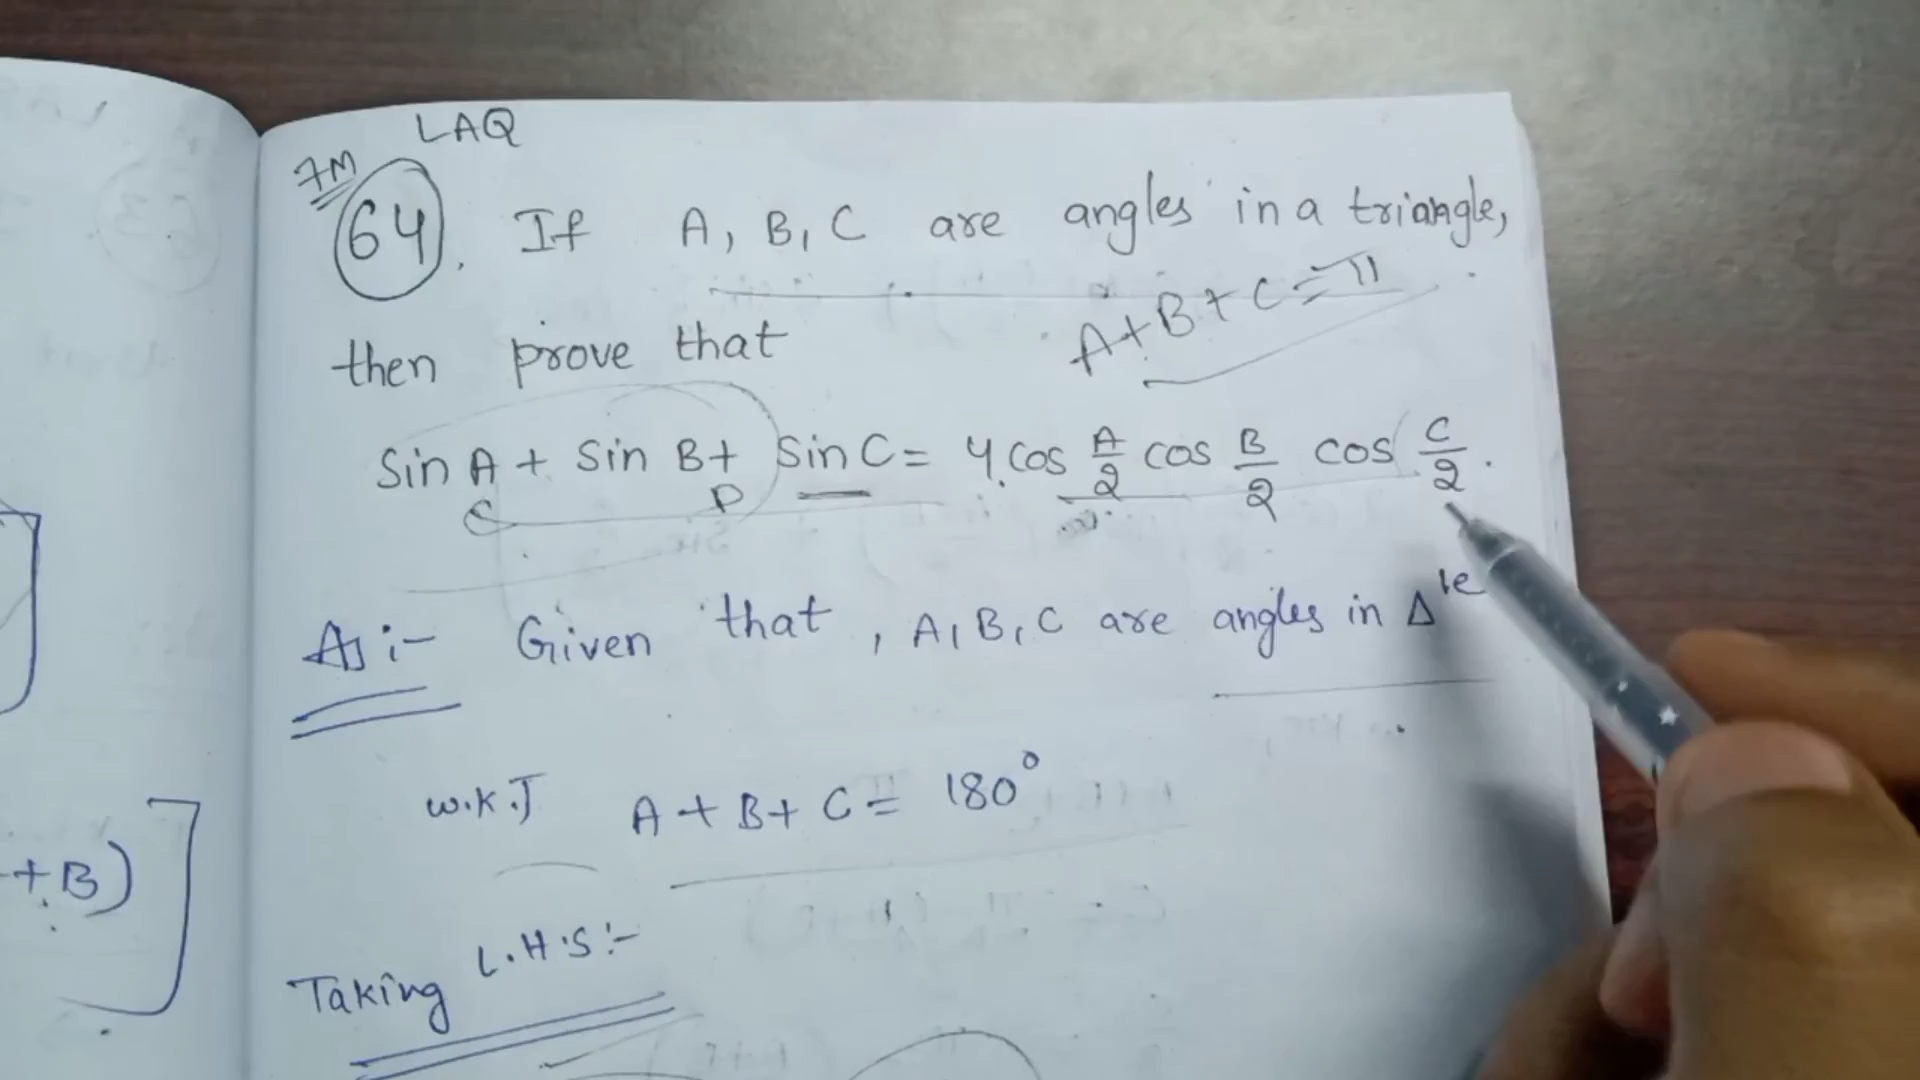 LAQ
7M
64. If A, B, C are angles in a triangle,
A+B+C=π
then prove that
Sin A + Sin B + Sin C = 4 cos A/2 cos B/2 cos C/2.
C D
As:- Given that, A, B, C are angles in Δle
w.k.T A + B + C = 180°
Taking L.H.S:-
+B)]